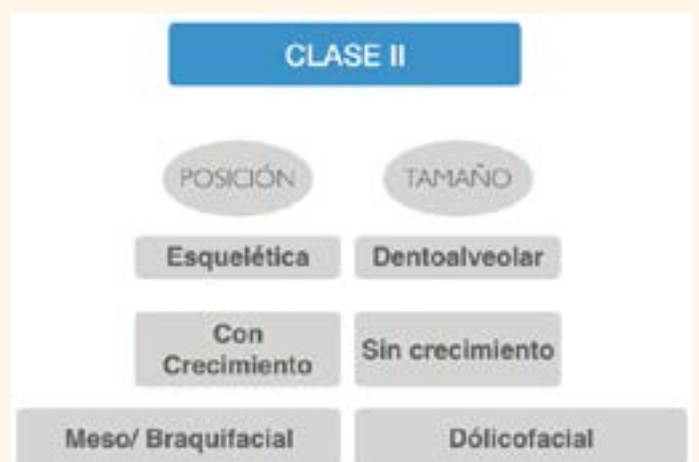 CLASE II
POSICIÓN TAMAÑO
Esquelética Dentoalveolar
Con
Crecimiento
Sin crecimiento
Meso/ Braquifacial Dólicofacial